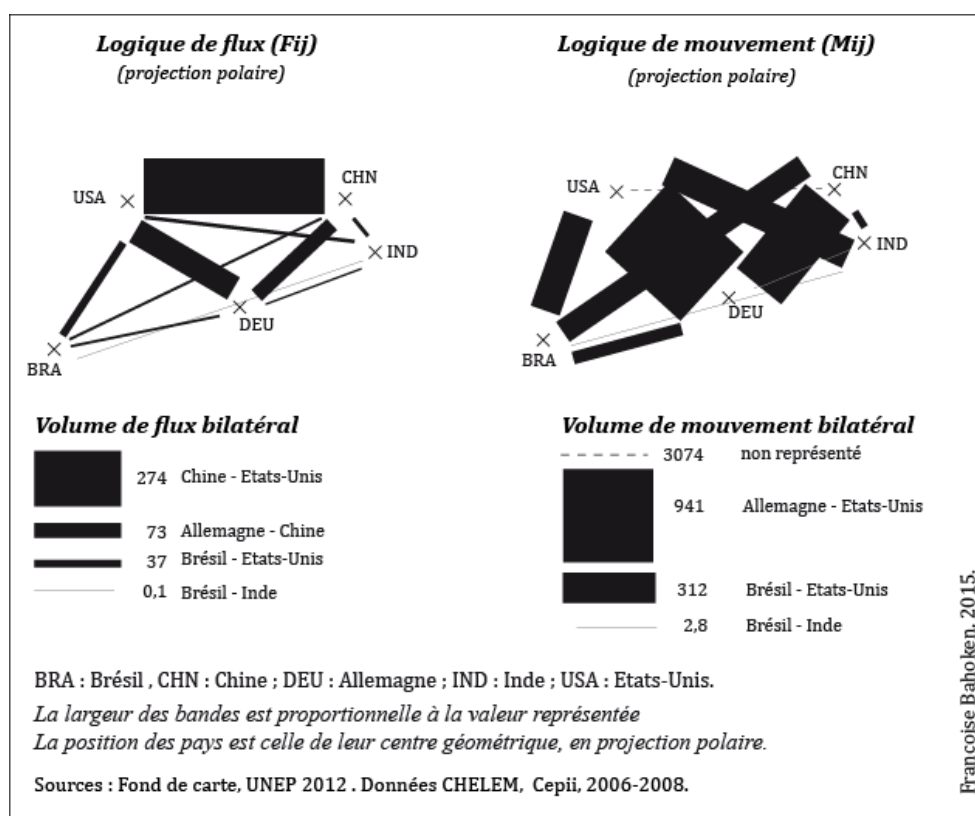 Logique de flux (Fij)
(projection polaire)
USA
CHN
IND
DEU
BRA
Logique de mouvement (Mij)
(projection polaire)
USA
CHN
IND
DEU
BRA
Volume de flux bilatéral
274 Chine - Etats-Unis
73 Allemagne - Chine
37 Brésil - Etats-Unis
0,1 Brésil - Inde
Volume de mouvement bilatéral
3074 non représenté
941 Allemagne - Etats-Unis
312 Brésil - Etats-Unis
2,8 Brésil - Inde
BRA : Brésil , CHN : Chine ; DEU : Allemagne ; IND : Inde ; USA : Etats-Unis.
La largeur des bandes est proportionnelle à la valeur représentée
La position des pays est celle de leur centre géométrique, en projection polaire.
Sources : Fond de carte, UNEP 2012 . Données CHELEM, Cepii, 2006-2008.
Françoise Bahoken, 2015.